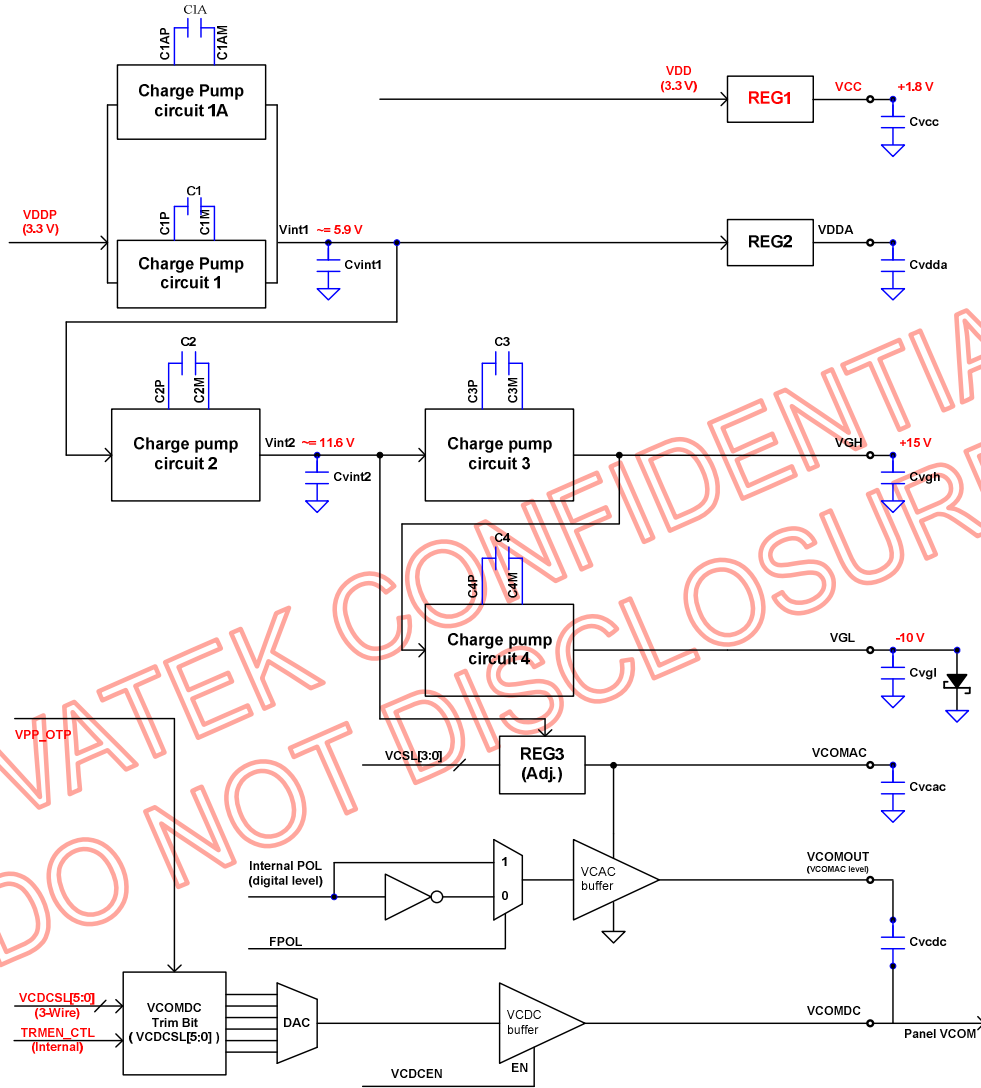 C1A
C1AP
C1AM
Charge Pump
circuit 1A
VDD
(3.3 V)
REG1
VCC
+1.8 V
Cvcc
C1
C1P
C1M
VDDP
(3.3 V)
Charge Pump
circuit 1
Vint1 ~= 5.9 V
Cvint1
REG2
VDDA
Cvdda
C2
C2P
C2M
Charge pump
circuit 2
Vint2 ~= 11.6 V
Cvint2
C3
C3P
C3M
Charge pump
circuit 3
VGH
+15 V
Cvgh
C4
C4P
C4M
Charge pump
circuit 4
VGL
-10 V
Cvgl
VPP_OTP
VCSL[3:0]
REG3
(Adj.)
VCOMAC
Cvcac
Internal POL
(digital level)
1
0
FPOL
VCAC
buffer
VCOMOUT
(VCOMAC level)
Cvcdc
VCDCSL[5:0]
(3-Wire)
TRMEN_CTL
(Internal)
VCOMDC
Trim Bit
( VCDCSL[5:0] )
DAC
VCDC
buffer
EN
VCDCEN
VCOMDC
Panel VCOM
VATEK CONFIDENTIA
DO NOT DISCLOSURE